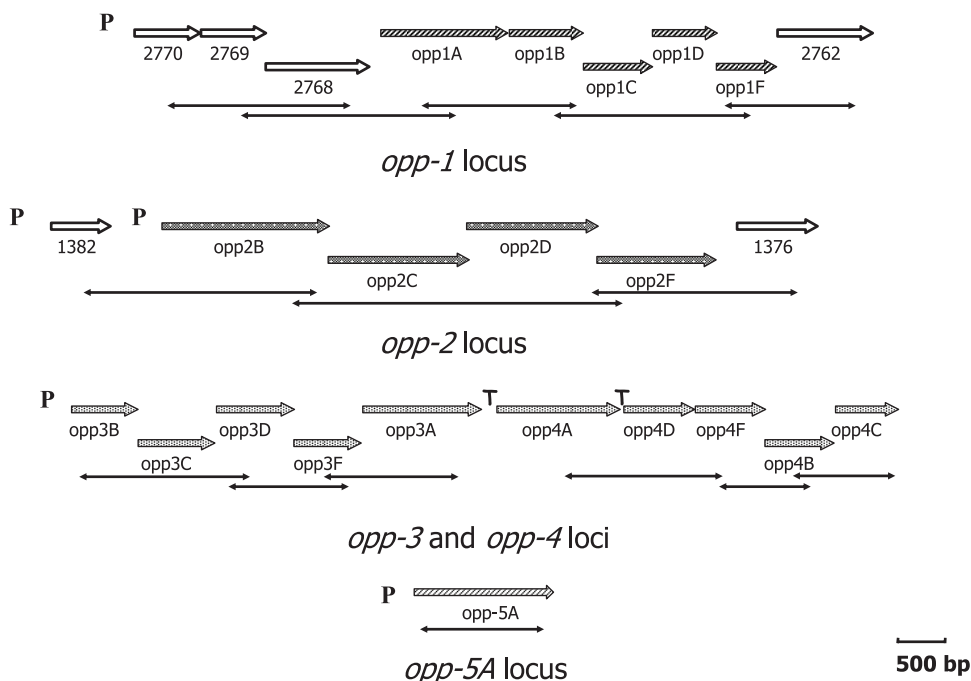 P
opp1A opp1B opp1D
2770 2769 2762
2768 opp1C opp1F
opp-1 locus
P P
1382 opp2B opp2D 1376
opp2C opp2F
opp-2 locus
P T T
opp3B opp3D opp3A opp4A opp4D opp4F opp4C
opp3C opp3F opp4B
opp-3 and opp-4 loci
P
opp-5A
opp-5A locus
500 bp